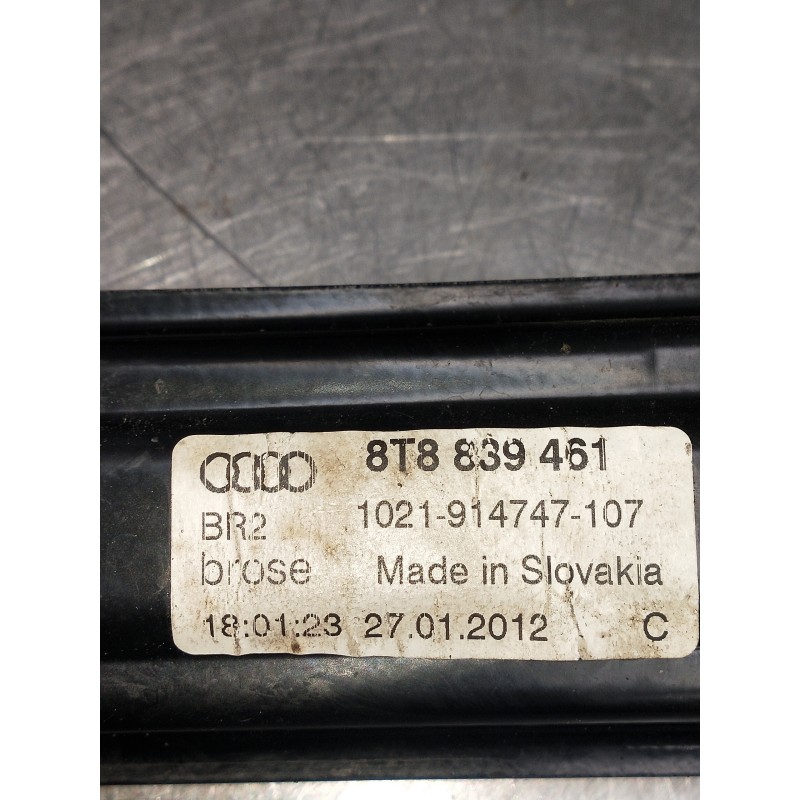 8T8 839 461
BR2 1021-914747-107
brose Made in Slovakia
18:01:23 27.01.2012 C